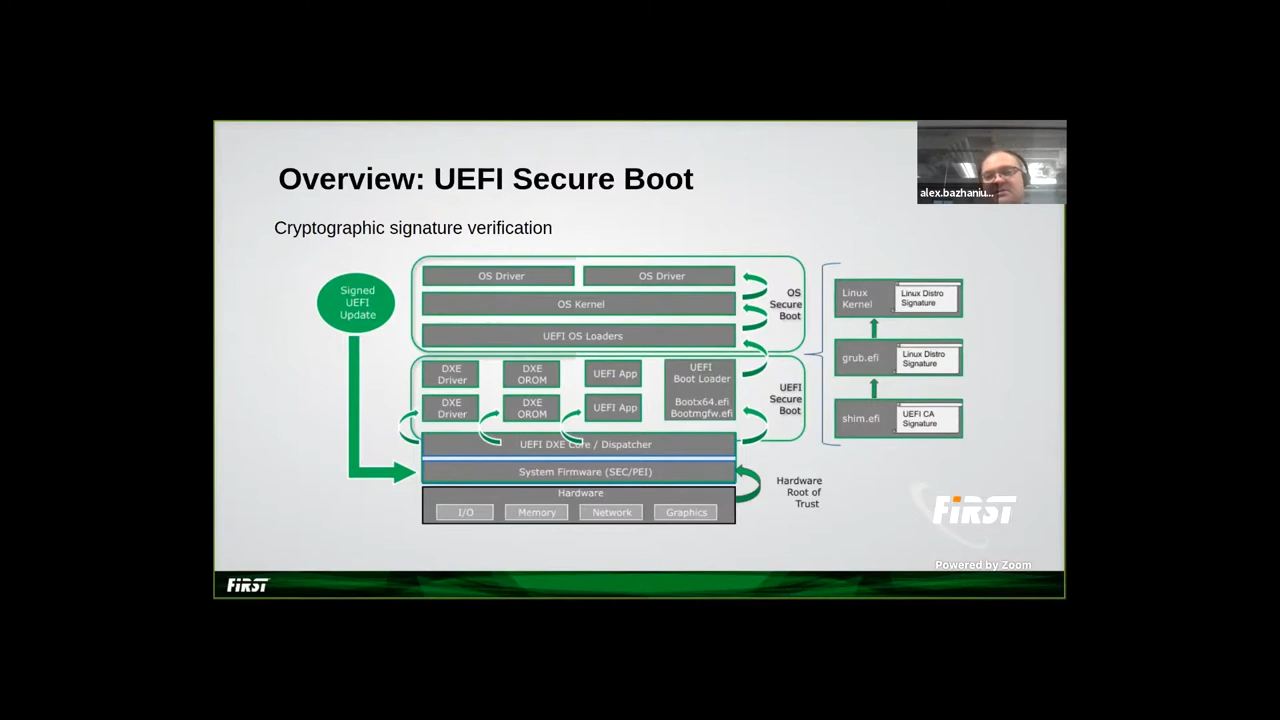 Overview: UEFI Secure Boot
alex.bazhaniu...
Cryptographic signature verification
Signed
UEFI
Update
OS Driver
OS Driver
OS Kernel
UEFI OS Loaders
OS
Secure
Boot
DXE
Driver
DXE
OROM
UEFI App
UEFI
Boot Loader
Bootx64.efi
Bootmgfw.efi
DXE
Driver
DXE
OROM
UEFI App
UEFI
Secure
Boot
UEFI DXE Core / Dispatcher
System Firmware (SEC/PEI)
Hardware
I/O
Memory
Network
Graphics
Hardware
Root of
Trust
Linux
Kernel
Linux Distro
Signature
grub.efi
Linux Distro
Signature
shim.efi
UEFI CA
Signature
FiRST
Powered by Zoom
FiRST